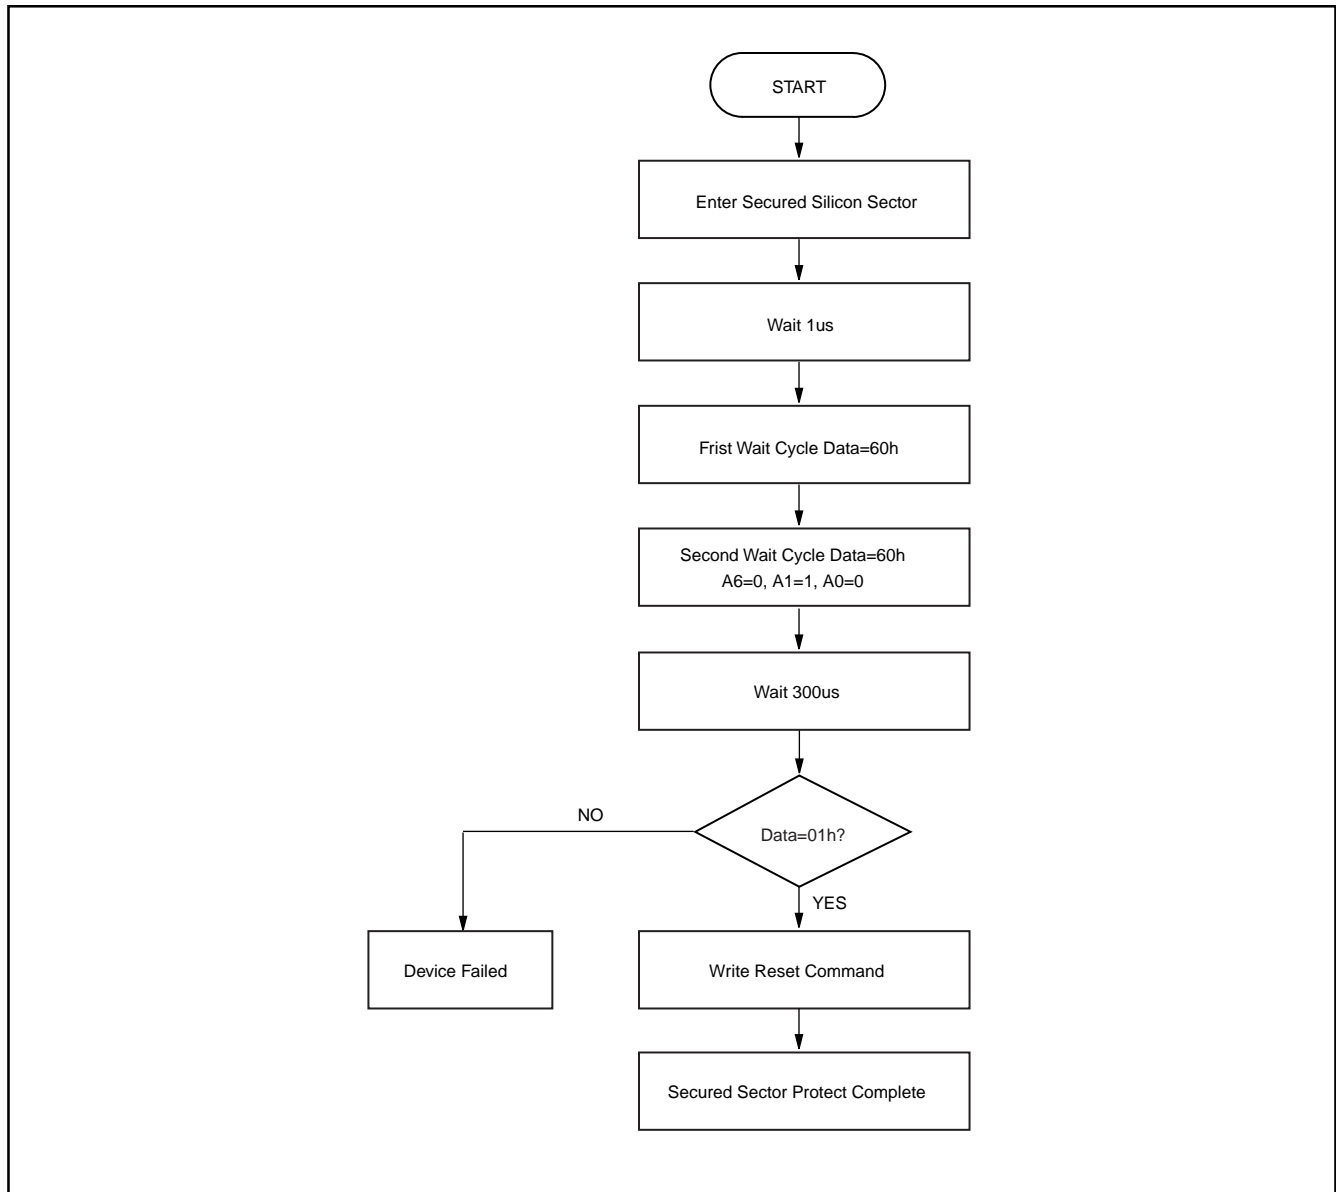 START
Enter Secured Silicon Sector
Wait 1us
Frist Wait Cycle Data=60h
Second Wait Cycle Data=60h
A6=0, A1=1, A0=0
Wait 300us
Data=01h?
NO
YES
Device Failed
Write Reset Command
Secured Sector Protect Complete